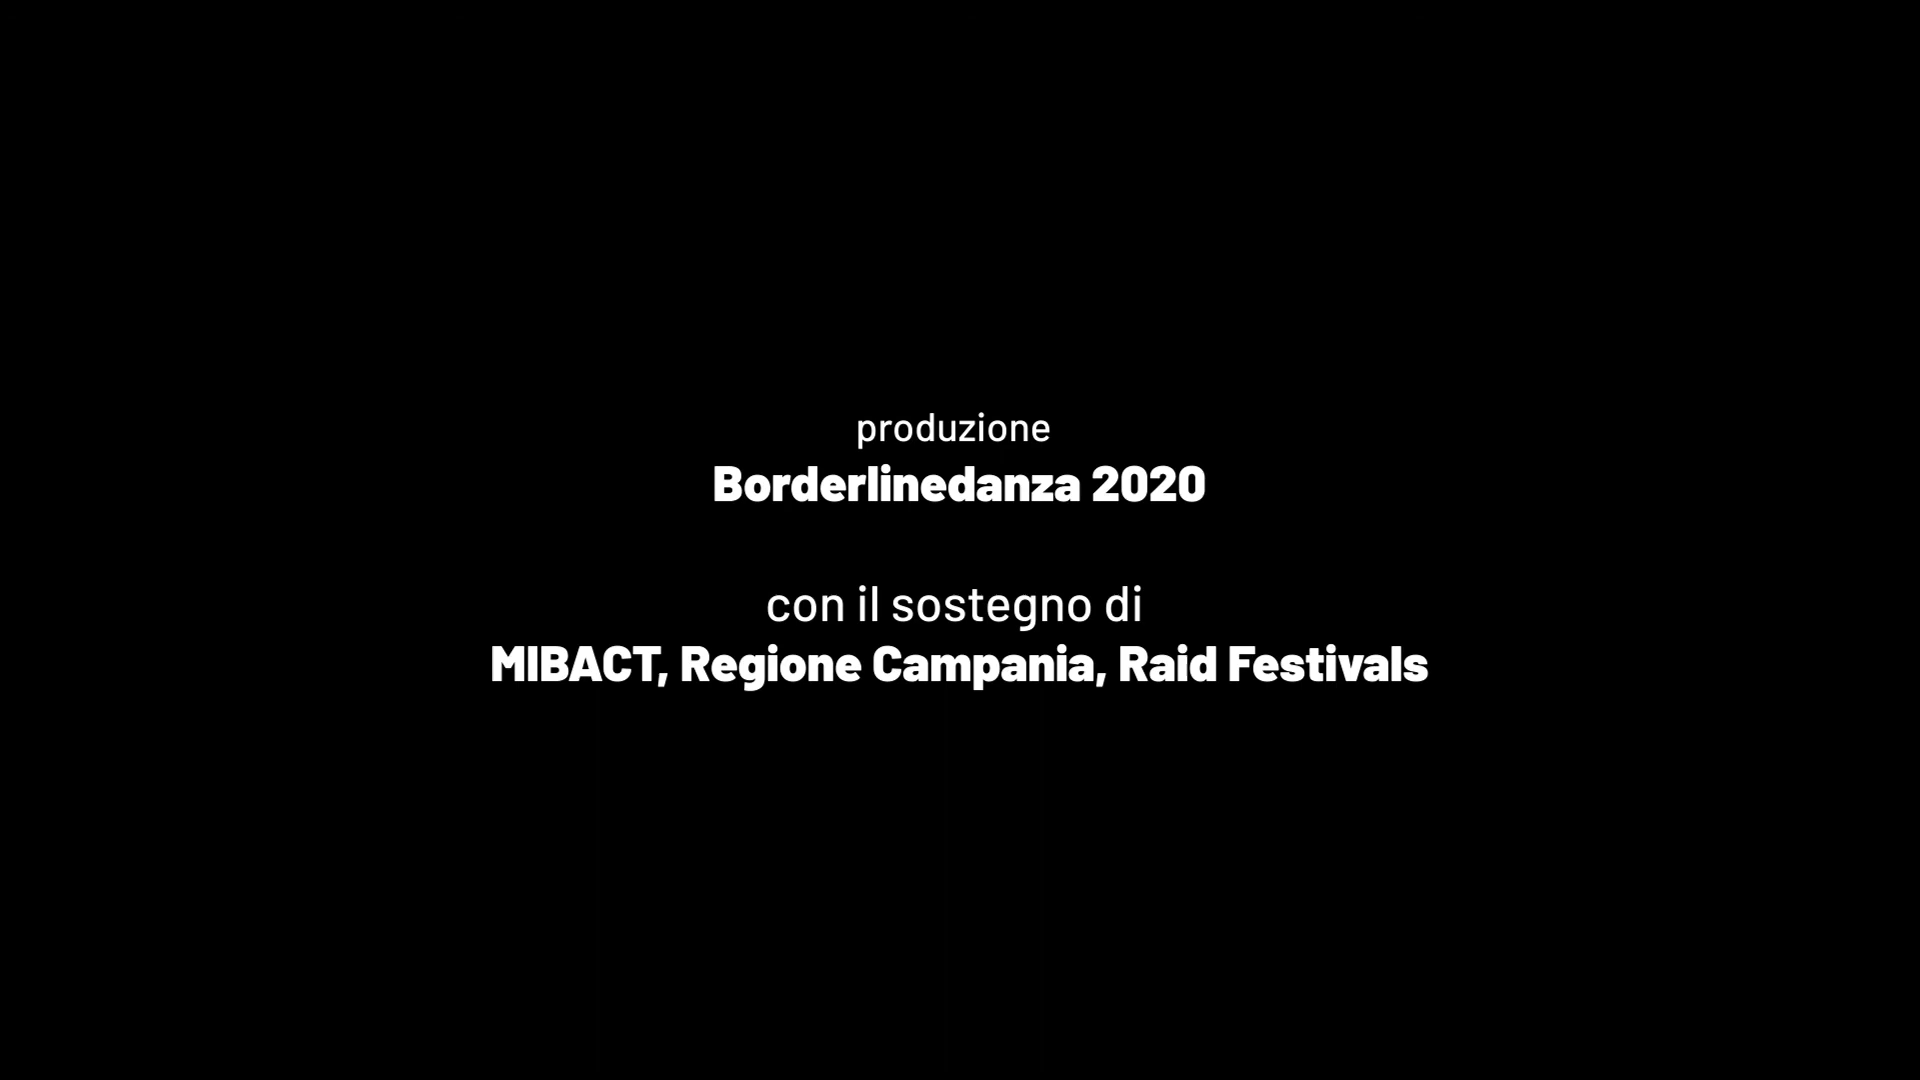 produzione
Borderlinedanza 2020
con il sostegno di
MIBACT, Regione Campania, Raid Festivals